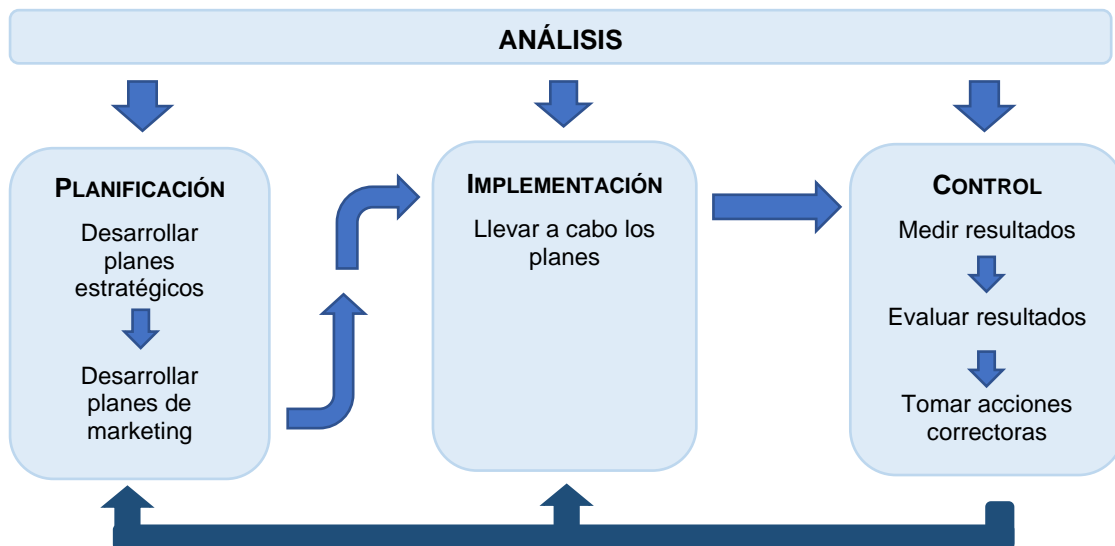 ANÁLISIS
PLANIFICACIÓN
Desarrollar
planes
estratégicos
Desarrollar
planes de
marketing
IMPLEMENTACIÓN
Llevar a cabo los
planes
CONTROL
Medir resultados
Evaluar resultados
Tomar acciones
correctoras